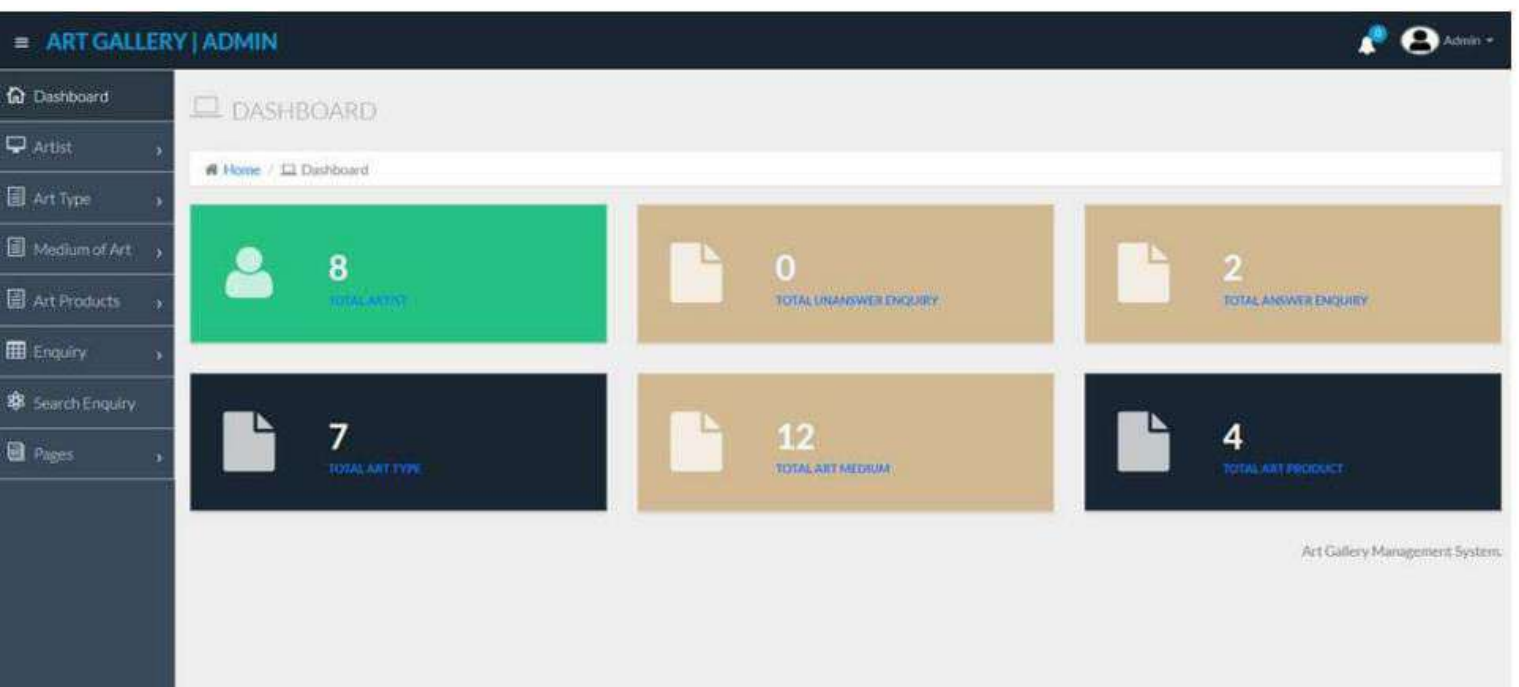 ART GALLERY | ADMIN
0
Admin
Dashboard
Artist
Art Type
Medium of Art
Art Products
Enquiry
Search Enquiry
Pages
DASHBOARD
Home / Dashboard
8
TOTAL ARTIST
0
TOTAL UNANSWER ENQUIRY
2
TOTAL ANSWER ENQUIRY
7
TOTAL ART TYPE
12
TOTAL ART MEDIUM
4
TOTAL ART PRODUCT
Art Gallery Management System.